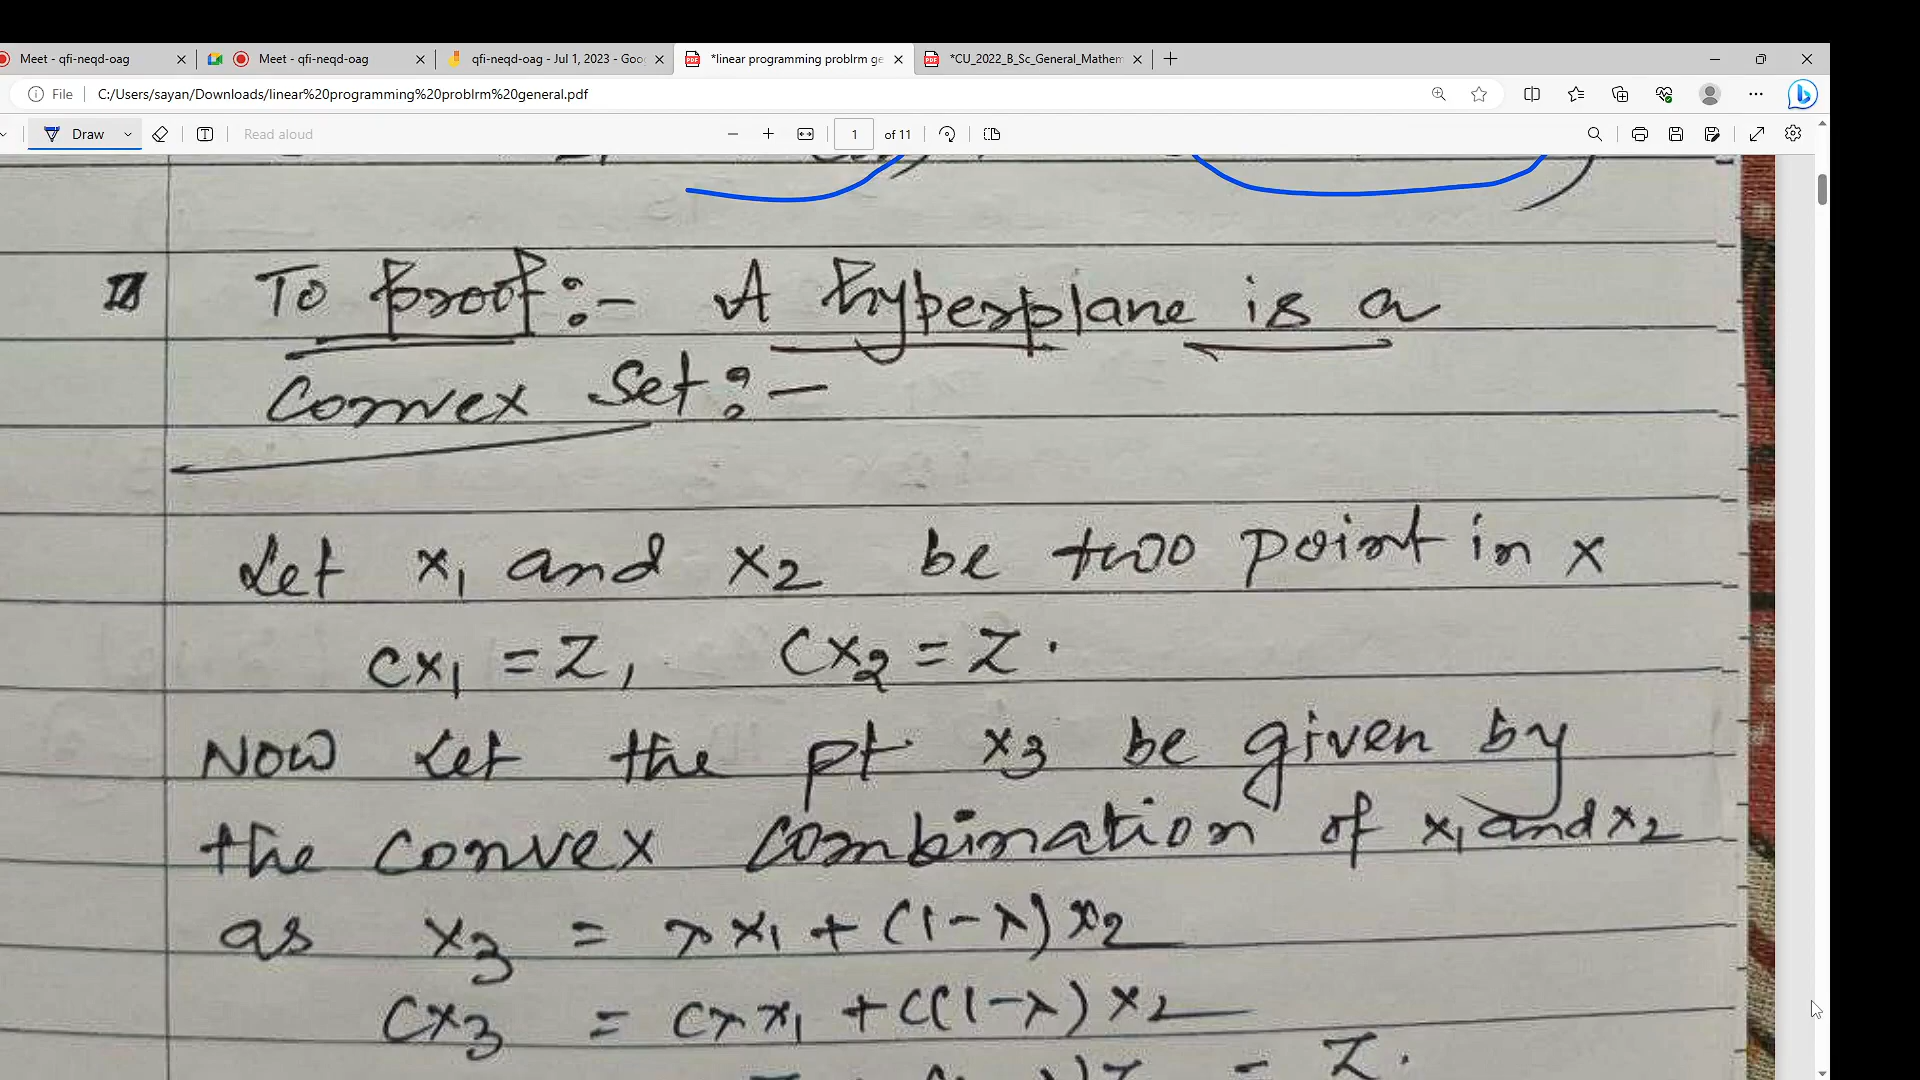 Meet - qfi-neqd-oag
Meet - qfi-neqd-oag
qfi-neqd-oag - Jul 1, 2023 - Goo
*linear programming problrm ge
*CU_2022_B_Sc_General_Mathem
File C:/Users/sayan/Downloads/linear%20programming%20problrm%20general.pdf
Draw Read aloud 1 of 11
To proof:- A hyperplane is a
Convex Set:-
Let x1 and x2 be two point in X
cx1 = Z, cx2 = Z.
Now Let the pt. x3 be given by
the convex combination of x1 and x2
as x3 = λx1 + (1-λ)x2
cx3 = cλx1 + c(1-λ)x2
= Z.